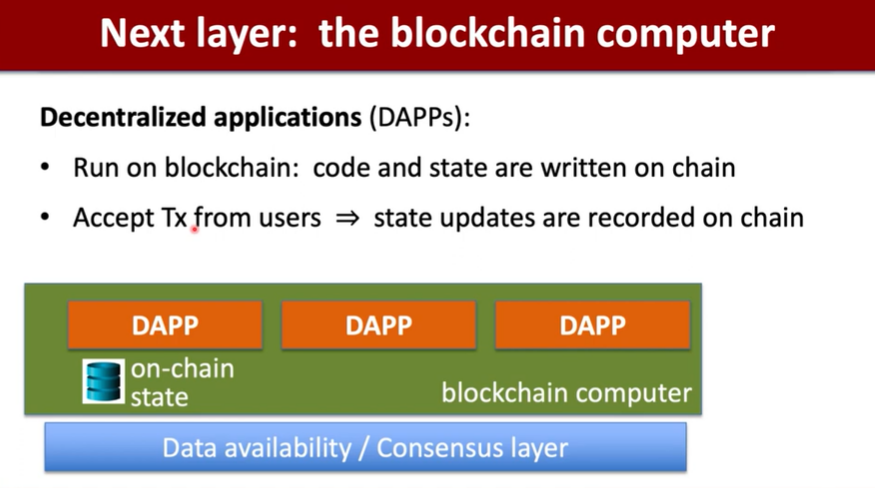 Next layer:  the blockchain computer
Decentralized applications (DAPPs):
• Run on blockchain:  code and state are written on chain
• Accept Tx from users  ⇒  state updates are recorded on chain
DAPP
DAPP
DAPP
on-chain
state
blockchain computer
Data availability / Consensus layer